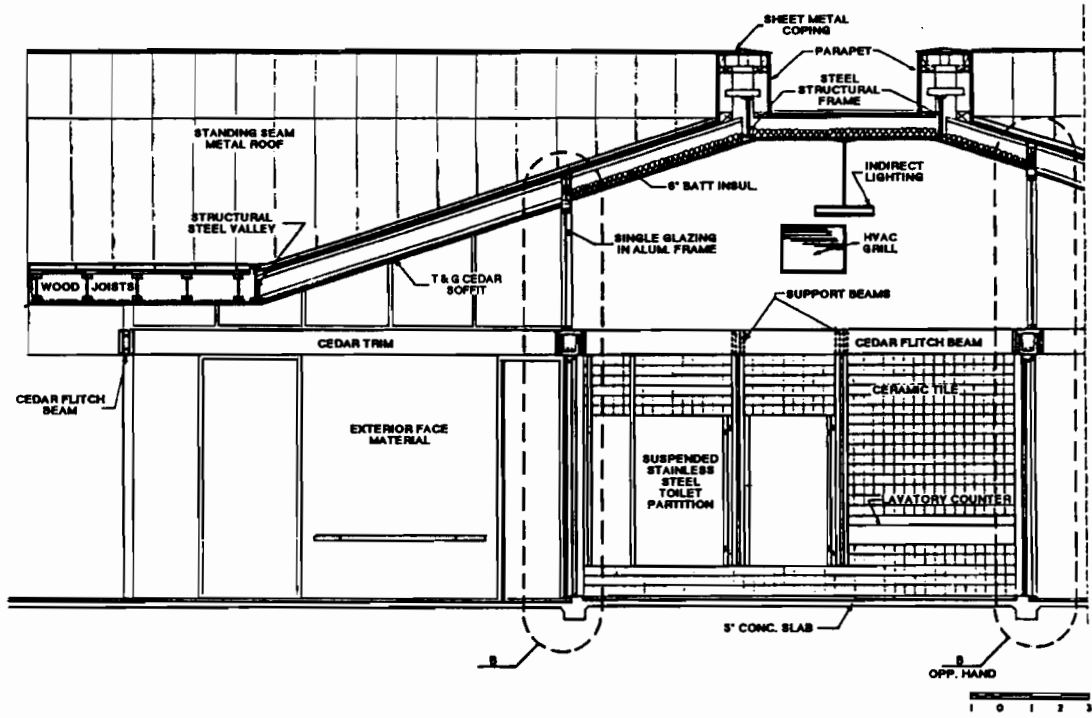 SHEET METAL
COPING
PARAPET
STEEL
STRUCTURAL
FRAME
STANDING SEAM
METAL ROOF
INDIRECT
LIGHTING
6" BATT INSUL.
STRUCTURAL
STEEL VALLEY
SINGLE GLAZING
IN ALUM. FRAME
HVAC
GRILL
T & G CEDAR
SOFFIT
WOOD JOISTS
SUPPORT BEAMS
CEDAR TRIM
CEDAR FLITCH BEAM
CEDAR FLITCH
BEAM
CERAMIC TILE
EXTERIOR FACE
MATERIAL
SUSPENDED
STAINLESS
STEEL
TOILET
PARTITION
LAVATORY COUNTER
5" CONC. SLAB
B
B
OPP. HAND
1 0 1 2